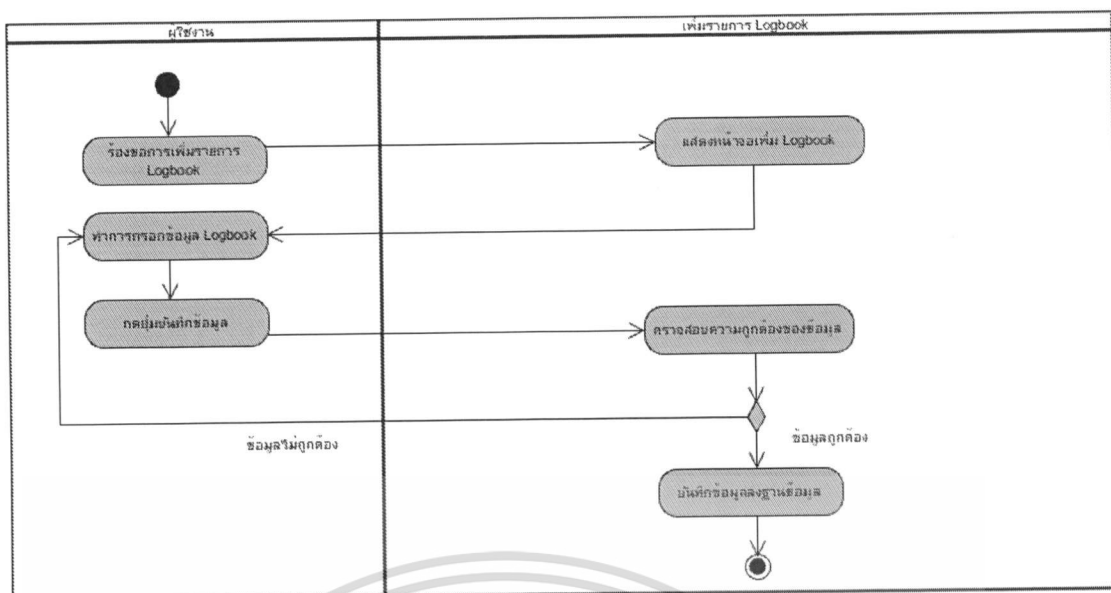 ผู้ใช้งาน
เพิ่มรายการ Logbook
ร้องขอการเพิ่มรายการ
Logbook
แสดงหน้าจอเพิ่ม Logbook
ทำการกรอกข้อมูล Logbook
กดปุ่มบันทึกข้อมูล
ตรวจสอบความถูกต้องของข้อมูล
ข้อมูลไม่ถูกต้อง
ข้อมูลถูกต้อง
บันทึกข้อมูลลงฐานข้อมูล